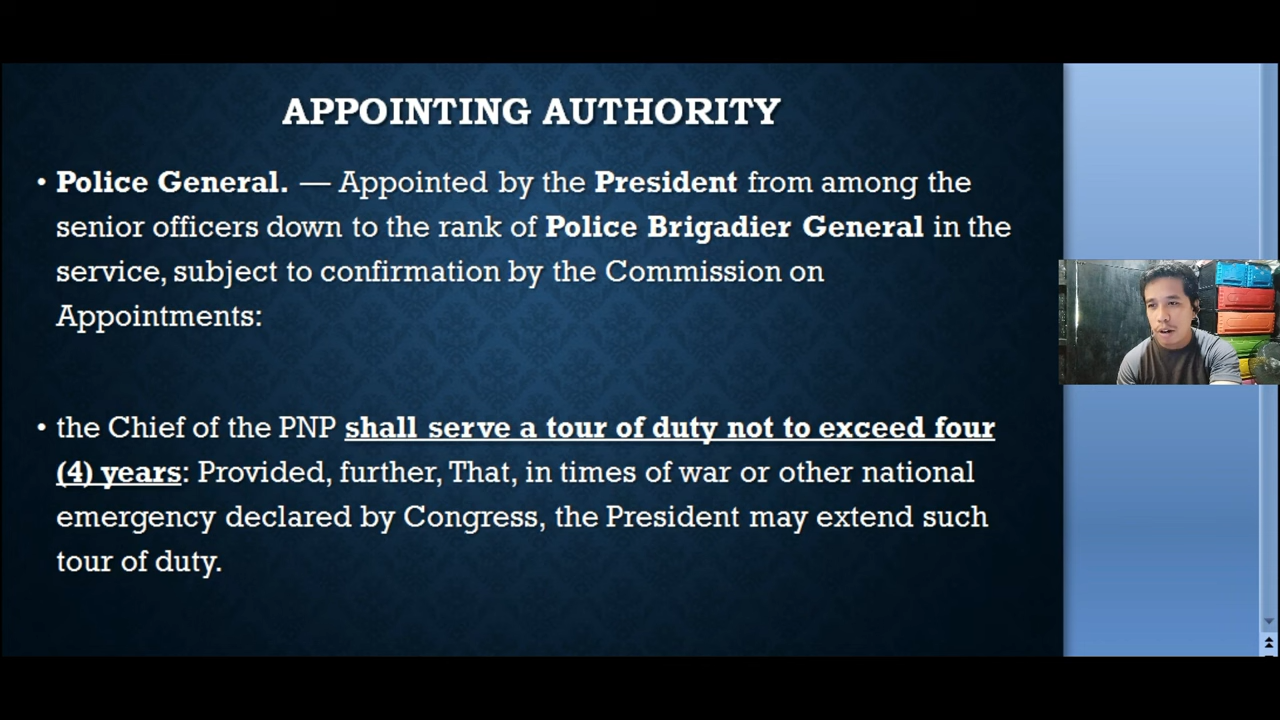 APPOINTING AUTHORITY
• Police General. — Appointed by the President from among the
senior officers down to the rank of Police Brigadier General in the
service, subject to confirmation by the Commission on
Appointments:
• the Chief of the PNP shall serve a tour of duty not to exceed four
(4) years: Provided, further, That, in times of war or other national
emergency declared by Congress, the President may extend such
tour of duty.